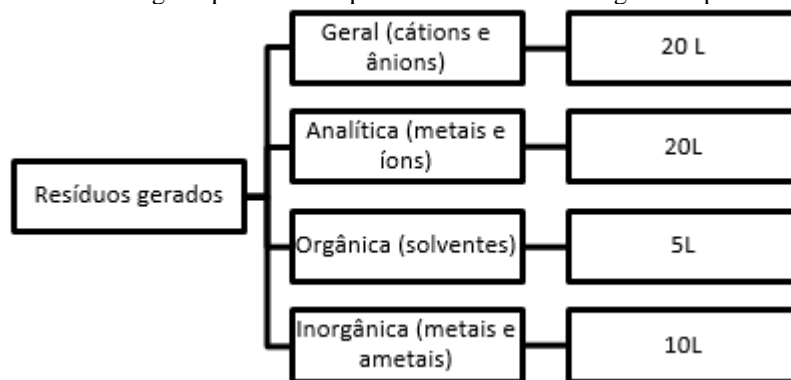 Geral (cátions e
ânions)
20 L
Analítica (metais e
íons)
20L
Resíduos gerados
Orgânica (solventes)
5L
Inorgânica (metais e
ametais)
10L